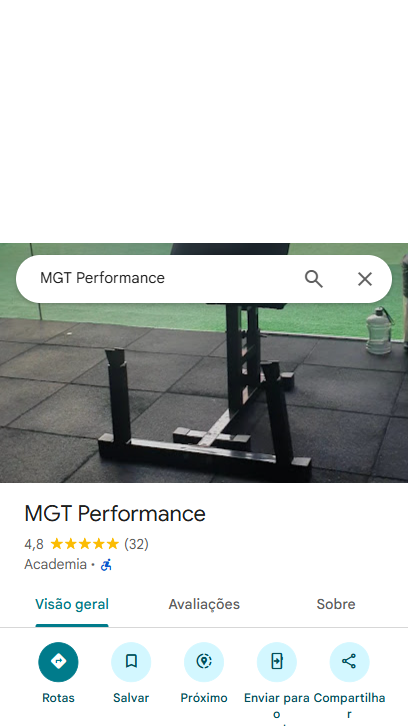 MGT Performance
MGT Performance
4,8 (32)
Academia •
Visão geral Avaliações Sobre
Rotas Salvar Próximo Enviar para o Compartilhar